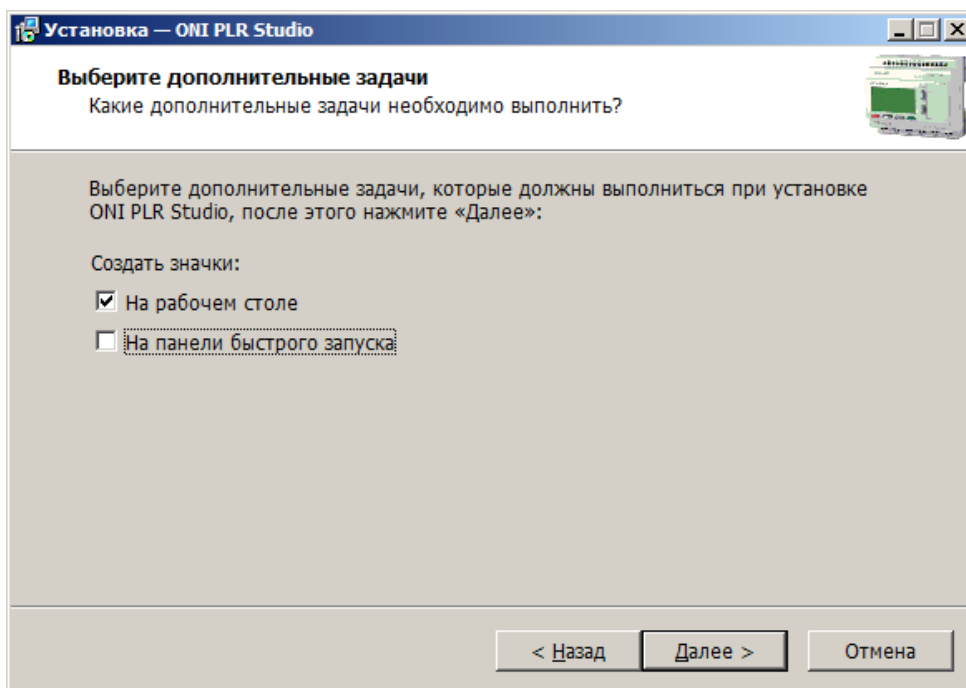 Установка — ONI PLR Studio
Выберите дополнительные задачи
Какие дополнительные задачи необходимо выполнить?
Выберите дополнительные задачи, которые должны выполниться при установке
ONI PLR Studio, после этого нажмите «Далее»:
Создать значки:
На рабочем столе
На панели быстрого запуска
< Назад
Далее >
Отмена